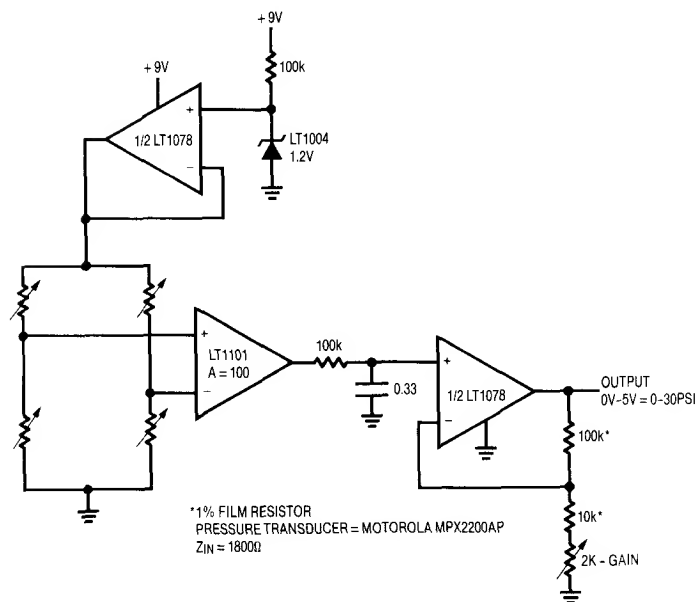 +9V
+9V
100k
+
1/2 LT1078
−
LT1004
1.2V
+
LT1101
A = 100
−
100k
0.33
+
1/2 LT1078
−
OUTPUT
0V–5V = 0–30PSI
100k*
10k*
2K – GAIN
*1% FILM RESISTOR
PRESSURE TRANSDUCER = MOTOROLA MPX2200AP
ZIN = 1800Ω